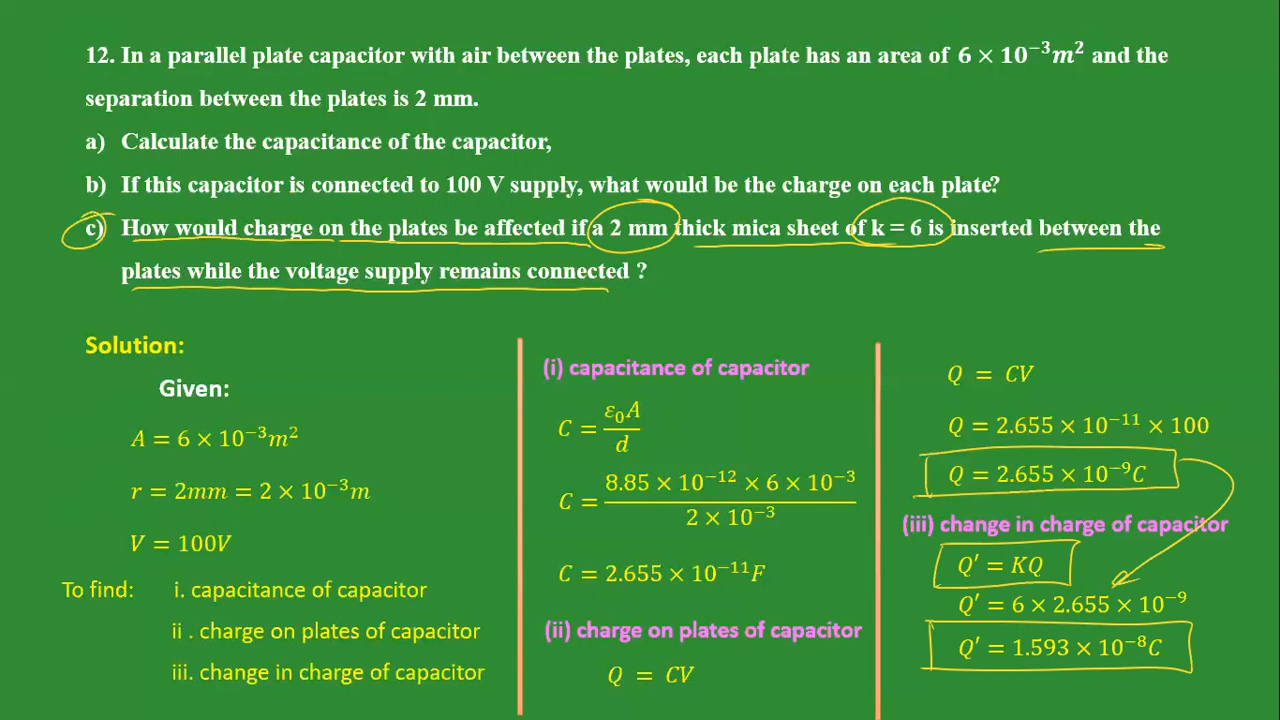 12. In a parallel plate capacitor with air between the plates, each plate has an area of 6 × 10⁻³m² and the
separation between the plates is 2 mm.
a) Calculate the capacitance of the capacitor,
b) If this capacitor is connected to 100 V supply, what would be the charge on each plate?
c) How would charge on the plates be affected if a 2 mm thick mica sheet of k = 6 is inserted between the
plates while the voltage supply remains connected ?
Solution:
Given:
A = 6 × 10⁻³m²
r = 2mm = 2 × 10⁻³m
V = 100V
To find: i. capacitance of capacitor
ii . charge on plates of capacitor
iii. change in charge of capacitor
(i) capacitance of capacitor
C = ε₀A / d
C = 8.85 × 10⁻¹² × 6 × 10⁻³ / 2 × 10⁻³
C = 2.655 × 10⁻¹¹F
(ii) charge on plates of capacitor
Q = CV
Q = CV
Q = 2.655 × 10⁻¹¹ × 100
Q = 2.655 × 10⁻⁹C
(iii) change in charge of capacitor
Q′ = KQ
Q′ = 6 × 2.655 × 10⁻⁹
Q′ = 1.593 × 10⁻⁸C